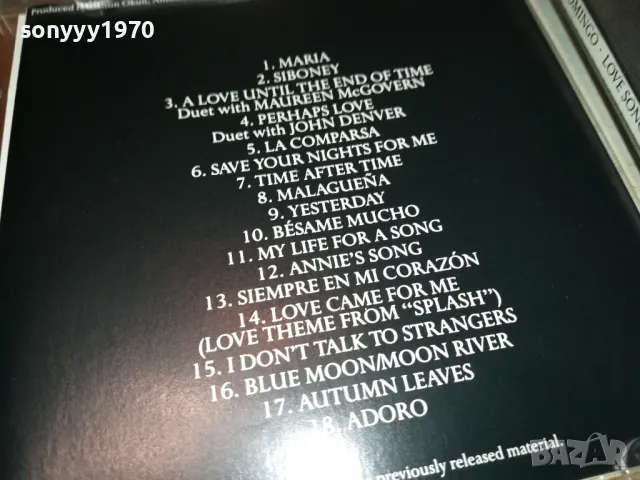 sonyyy1970
Produced
Okun,
1. MARIA
2. SIBONEY
3. A LOVE UNTIL THE END OF TIME
Duet with MAUREEN McGOVERN
4. PERHAPS LOVE
Duet with JOHN DENVER
5. LA COMPARSA
6. SAVE YOUR NIGHTS FOR ME
7. TIME AFTER TIME
8. MALAGUEÑA
9. YESTERDAY
10. BÉSAME MUCHO
11. MY LIFE FOR A SONG
12. ANNIE'S SONG
13. SIEMPRE EN MI CORAZÓN
14. LOVE CAME FOR ME
(LOVE THEME FROM "SPLASH")
15. I DON'T TALK TO STRANGERS
16. BLUE MOON/MOON RIVER
17. AUTUMN LEAVES
18. ADORO
previously released material.
DOMINGO · LOVE SON
BAZAR